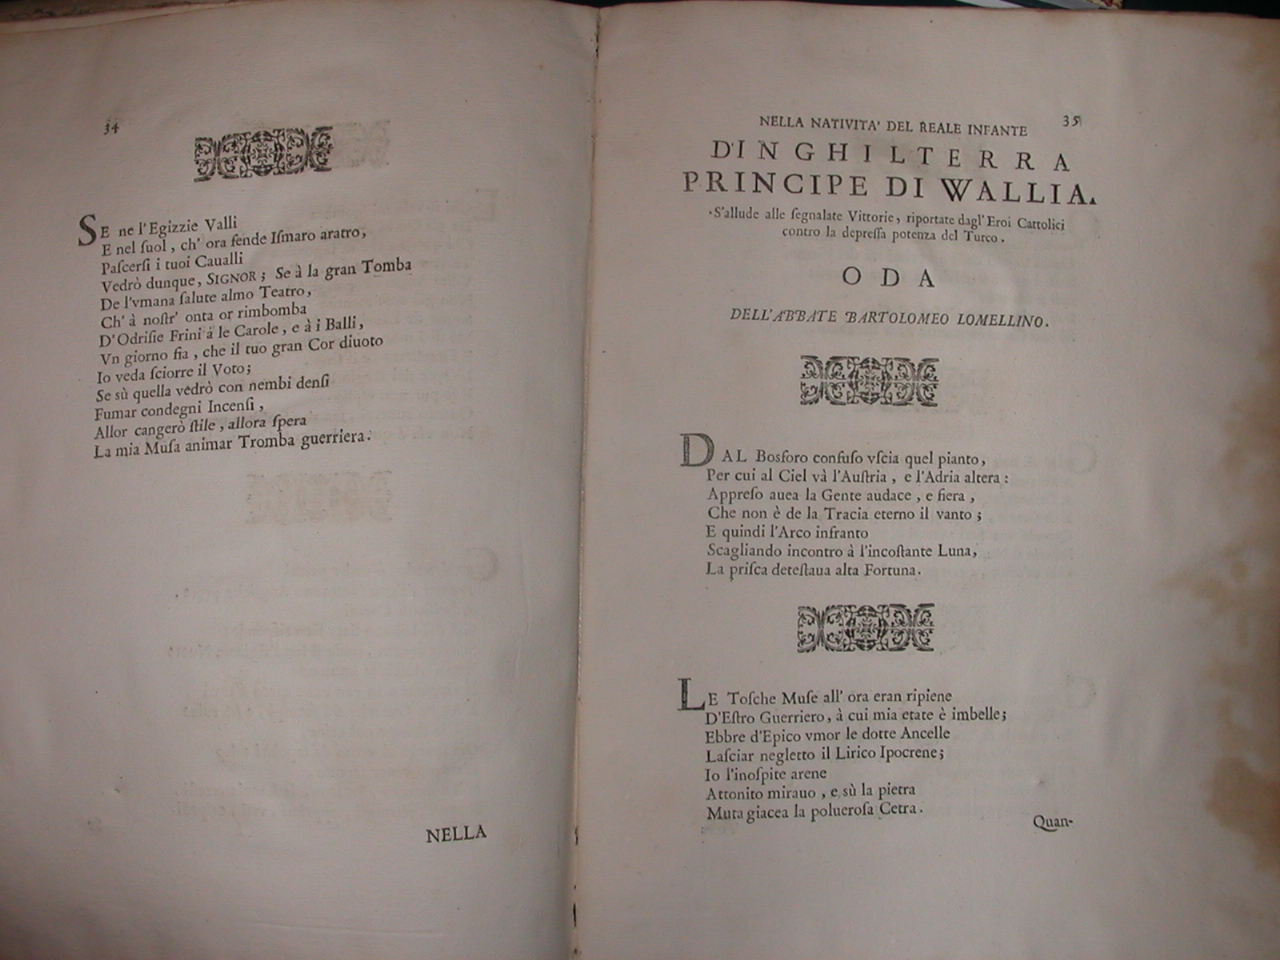 34
SE ne l'Egizzie Valli
E nel ſuol, ch' ora fende Iſmaro aratro,
Paſcerſi i tuoi Caualli
Vedrò dunque, SIGNOR; Se à la gran Tomba
De l'vmana ſalute almo Teatro,
Ch' à noſtr' onta or rimbomba
D'Odriſie Frini à le Carole, e à i Balli,
Vn giorno fia, che il tuo gran Cor diuoto
Io veda ſciorre il Voto;
Se sù quella vedrò con nembi denſi
Fumar condegni Incenſi,
Allor cangerò ſtile, allora ſpera
La mia Muſa animar Tromba guerriera.
NELLA
35
NELLA NATIVITA' DEL REALE INFANTE
D'INGHILTERRA
PRINCIPE DI WALLIA.
S'allude alle ſegnalate Vittorie, riportate dagl'Eroi Cattolici
contro la depreſſa potenza del Turco.
ODA
DELL'ABBATE BARTOLOMEO LOMELLINO.
DAL Bosforo confuſo vſcia quel pianto,
Per cui al Ciel và l'Auſtria, e l'Adria altera:
Appreſo auea la Gente audace, e fiera,
Che non è de la Tracia eterno il vanto;
E quindi l'Arco infranto
Scagliando incontro à l'incoſtante Luna,
La priſca deteſtaua alta Fortuna.
LE Toſche Muſe all' ora eran ripiene
D'Eſtro Guerriero, à cui mia etate è imbelle;
Ebbre d'Epico vmor le dotte Ancelle
Laſciar negletto il Lirico Ipocrene;
Io l'inoſpite arene
Attonito mirauo, e sù la pietra
Muta giacea la polueroſa Cetra.
Quan-